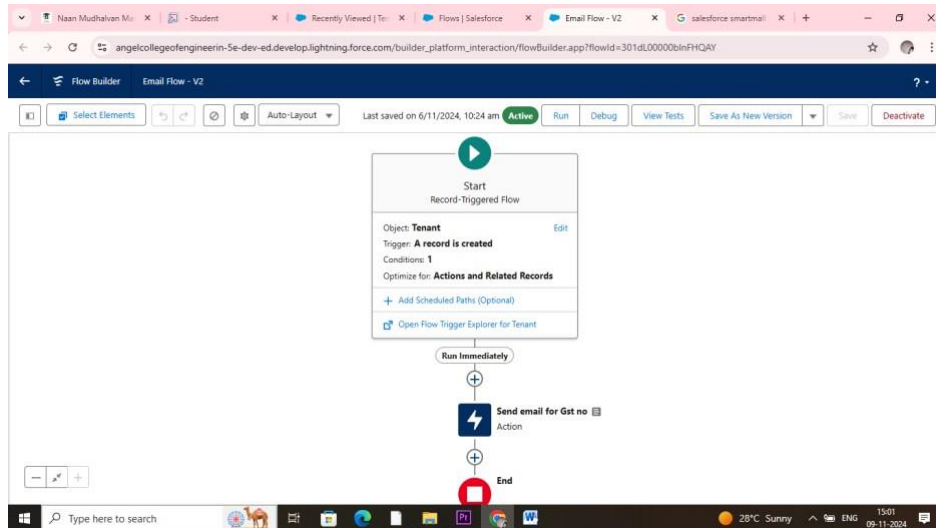 Naan Mudhalvan Me
- Student
Recently Viewed | Te
Flows | Salesforce
Email Flow - V2
salesforce smartmall
angelcollegeofengineerin-5e-dev-ed.develop.lightning.force.com/builder_platform_interaction/flowBuilder.app?flowId=301dL00000bInFHQAY
Flow Builder Email Flow - V2 ?
Select Elements Auto-Layout Last saved on 6/11/2024, 10:24 am Active Run Debug View Tests Save As New Version Save Deactivate
Start
Record-Triggered Flow
Object: Tenant Edit
Trigger: A record is created
Conditions: 1
Optimize for: Actions and Related Records
+ Add Scheduled Paths (Optional)
Open Flow Trigger Explorer for Tenant
Run Immediately
Send email for Gst no
Action
End
Type here to search Pr W 28°C Sunny ENG 15:01
09-11-2024